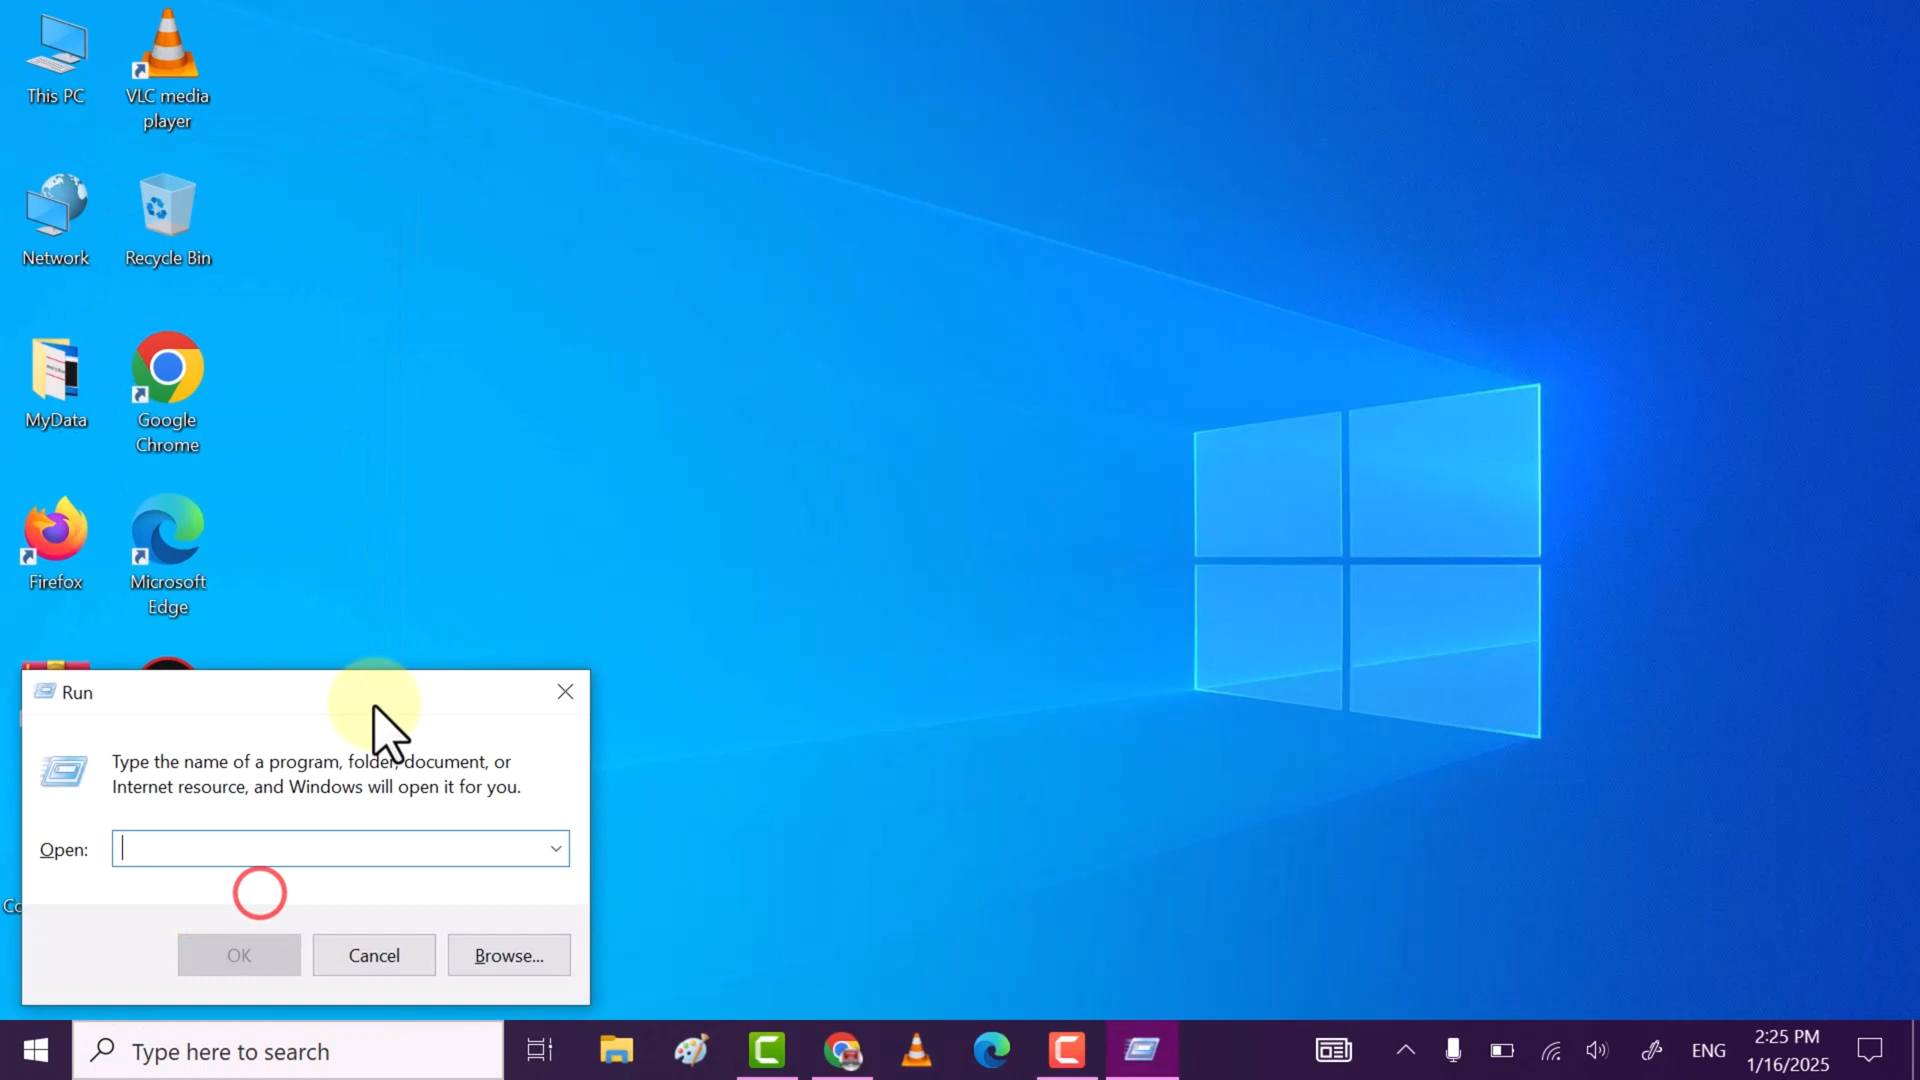 This PC
VLC media
player
Network
Recycle Bin
MyData
Google
Chrome
Firefox
Microsoft
Edge
Run
Type the name of a program, folder, document, or
Internet resource, and Windows will open it for you.
Open:
Co
OK
Cancel
Browse...
Type here to search
ENG
2:25 PM
1/16/2025